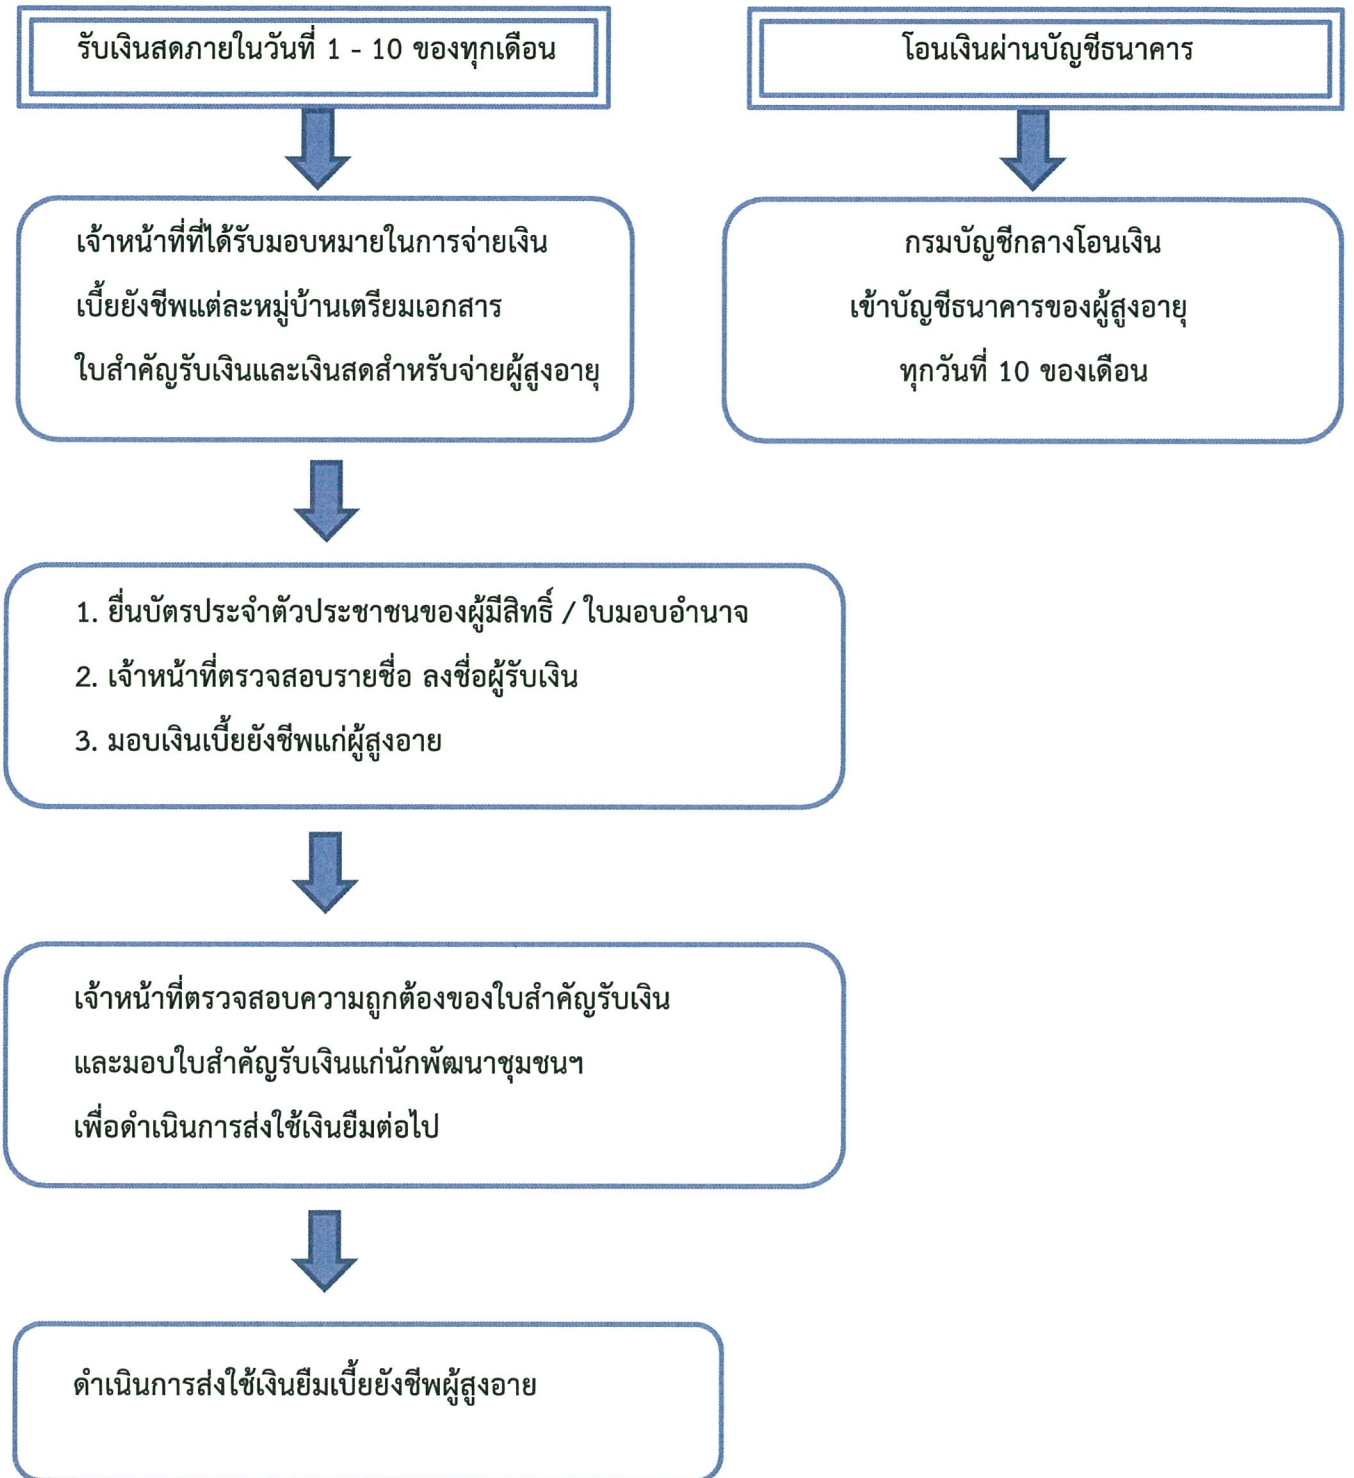 รับเงินสดภายในวันที่ 1 - 10 ของทุกเดือน
โอนเงินผ่านบัญชีธนาคาร
เจ้าหน้าที่ที่ได้รับมอบหมายในการจ่ายเงิน
เบี้ยยังชีพแต่ละหมู่บ้านเตรียมเอกสาร
ใบสำคัญรับเงินและเงินสดสำหรับจ่ายผู้สูงอายุ
กรมบัญชีกลางโอนเงิน
เข้าบัญชีธนาคารของผู้สูงอายุ
ทุกวันที่ 10 ของเดือน
1. ยื่นบัตรประจำตัวประชาชนของผู้มีสิทธิ์ / ใบมอบอำนาจ
2. เจ้าหน้าที่ตรวจสอบรายชื่อ ลงชื่อผู้รับเงิน
3. มอบเงินเบี้ยยังชีพแก่ผู้สูงอาย
เจ้าหน้าที่ตรวจสอบความถูกต้องของใบสำคัญรับเงิน
และมอบใบสำคัญรับเงินแก่นักพัฒนาชุมชนฯ
เพื่อดำเนินการส่งใช้เงินยืมต่อไป
ดำเนินการส่งใช้เงินยืมเบี้ยยังชีพผู้สูงอาย